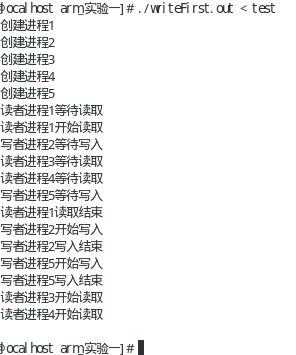 ocalhost arm_实验一]# ./writeFirst.out < test
创建进程1
创建进程2
创建进程3
创建进程4
创建进程5
读者进程1等待读取
读者进程1开始读取
写者进程2等待写入
读者进程3等待读取
读者进程4等待读取
写者进程5等待写入
读者进程1读取结束
写者进程2开始写入
写者进程2写入结束
写者进程5开始写入
写者进程5写入结束
读者进程3开始读取
读者进程4开始读取
ocalhost arm_实验一]#